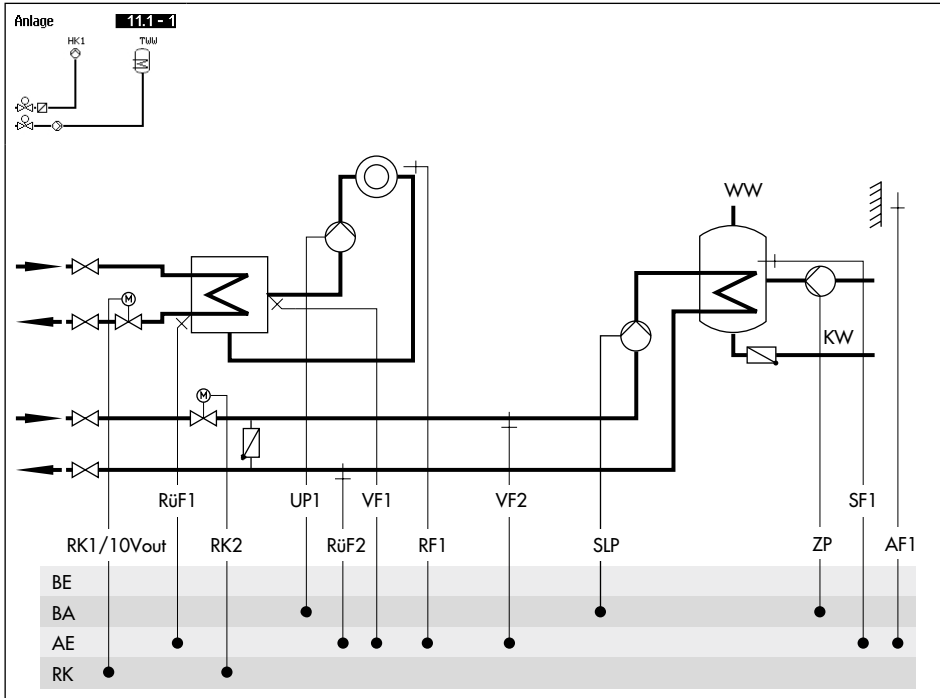 Anlage 11.1 - 1
HK1 TWW
WW
M
KW
M
RüF1 UP1 VF1 VF2 SF1
RK1/10Vout RK2 RüF2 RF1 SLP ZP AF1
BE
BA
AE
RK